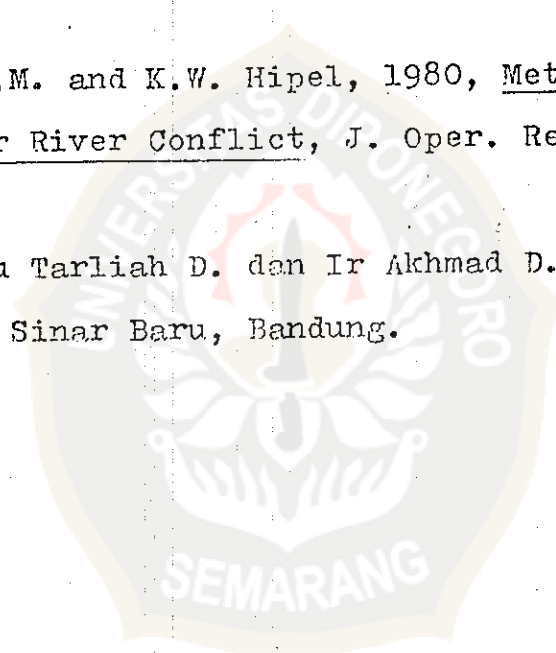 .M. and K.W. Hipel, 1980, Met
r River Conflict, J. Oper. Re
Tarliah D. dan Ir Akhmad D.
Sinar Baru, Bandung.
UNIVERSITAS DIPONEGORO
SEMARANG